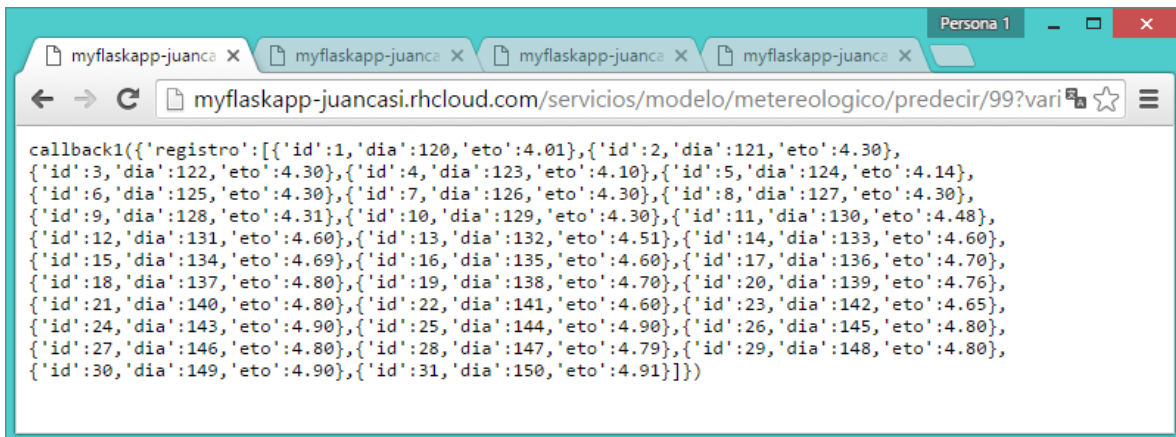 Persona 1
myflaskapp-juanca
myflaskapp-juanca
myflaskapp-juanca
myflaskapp-juanca
myflaskapp-juancasi.rhcloud.com/servicios/modelo/metereologico/predecir/99?vari
callback1({'registro':[{'id':1,'dia':120,'eto':4.01},{'id':2,'dia':121,'eto':4.30},
{'id':3,'dia':122,'eto':4.30},{'id':4,'dia':123,'eto':4.10},{'id':5,'dia':124,'eto':4.14},
{'id':6,'dia':125,'eto':4.30},{'id':7,'dia':126,'eto':4.30},{'id':8,'dia':127,'eto':4.30},
{'id':9,'dia':128,'eto':4.31},{'id':10,'dia':129,'eto':4.30},{'id':11,'dia':130,'eto':4.48},
{'id':12,'dia':131,'eto':4.60},{'id':13,'dia':132,'eto':4.51},{'id':14,'dia':133,'eto':4.60},
{'id':15,'dia':134,'eto':4.69},{'id':16,'dia':135,'eto':4.60},{'id':17,'dia':136,'eto':4.70},
{'id':18,'dia':137,'eto':4.80},{'id':19,'dia':138,'eto':4.70},{'id':20,'dia':139,'eto':4.76},
{'id':21,'dia':140,'eto':4.80},{'id':22,'dia':141,'eto':4.60},{'id':23,'dia':142,'eto':4.65},
{'id':24,'dia':143,'eto':4.90},{'id':25,'dia':144,'eto':4.90},{'id':26,'dia':145,'eto':4.80},
{'id':27,'dia':146,'eto':4.80},{'id':28,'dia':147,'eto':4.79},{'id':29,'dia':148,'eto':4.80},
{'id':30,'dia':149,'eto':4.90},{'id':31,'dia':150,'eto':4.91}]})